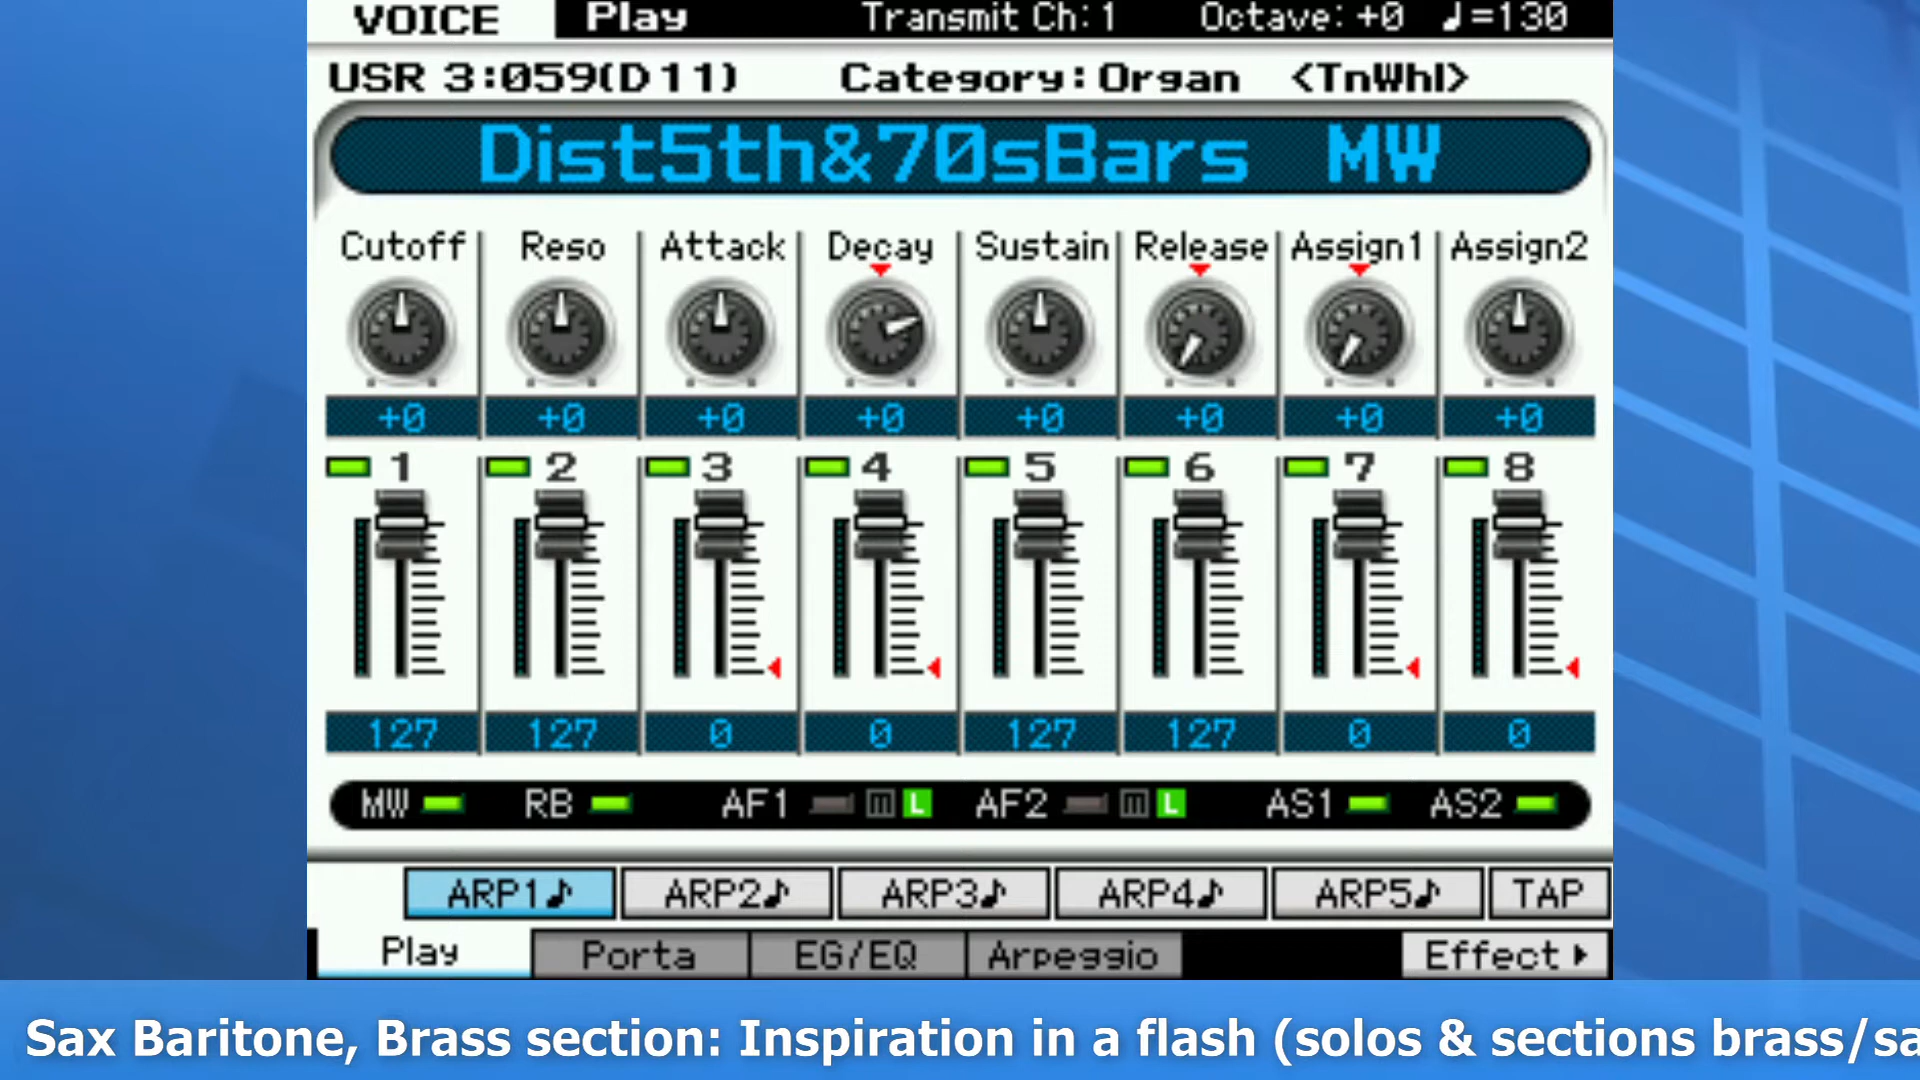 VOICE Play Transmit Ch:1 Octave:+0 ♩=130
USR 3:059(D11) Category:Organ <TnWhl>
Dist5th&70sBars MW
Cutoff Reso Attack Decay Sustain Release Assign1 Assign2
+0 +0 +0 +0 +0 +0 +0 +0
1 2 3 4 5 6 7 8
127 127 0 0 127 127 0 0
MW RB AF1 m L AF2 m L AS1 AS2
ARP1♪ ARP2♪ ARP3♪ ARP4♪ ARP5♪ TAP
Play Porta EG/EQ Arpeggio Effect
Sax Baritone, Brass section: Inspiration in a flash (solos & sections brass/sa